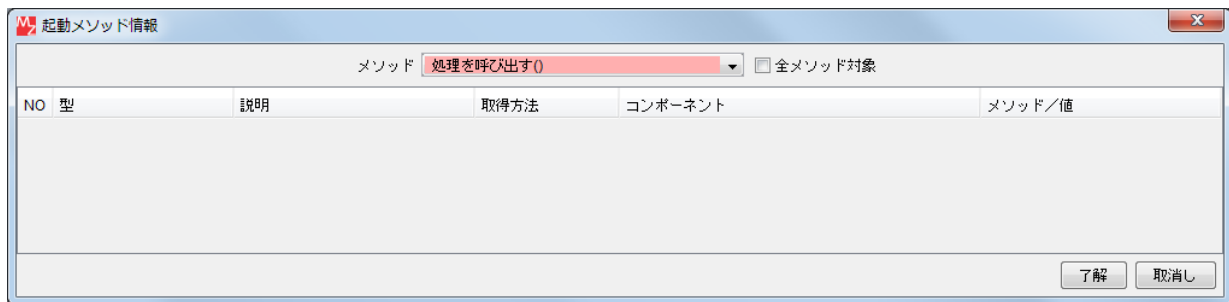 起動メソッド情報
メソッド 処理を呼び出す() 全メソッド対象
NO 型 説明 取得方法 コンポーネント メソッド／値
了解 取消し